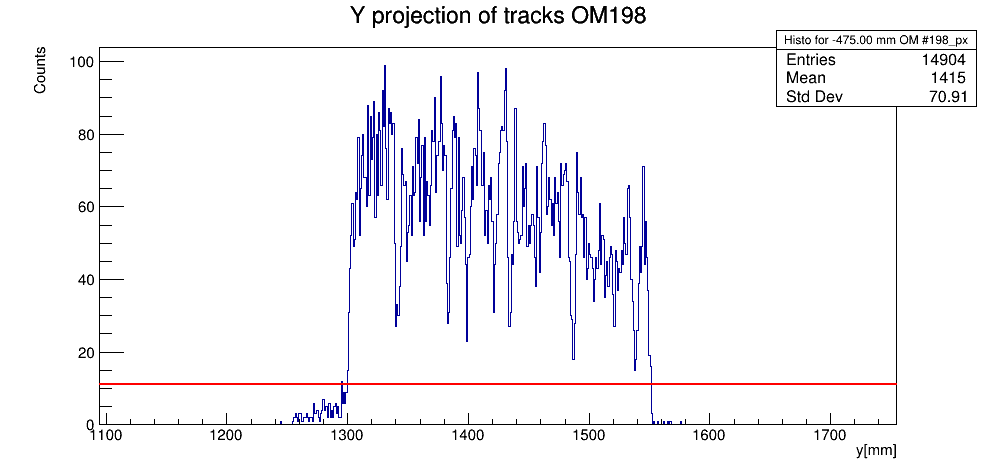 Y projection of tracks OM198
Histo for -475.00 mm OM #198_px
Entries 14904
Mean 1415
Std Dev 70.91
Counts
100
80
60
40
20
0
1100 1200 1300 1400 1500 1600 1700
y[mm]